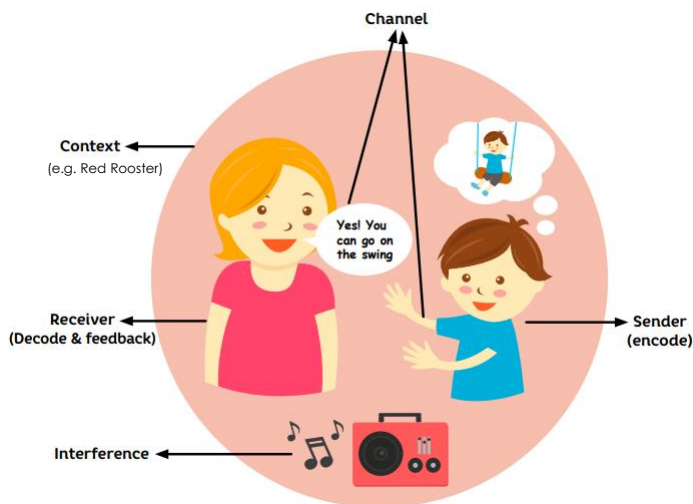 Channel
Context
(e.g. Red Rooster)
Yes! You
can go on
the swing
Receiver
(Decode & feedback)
Sender
(encode)
Interference